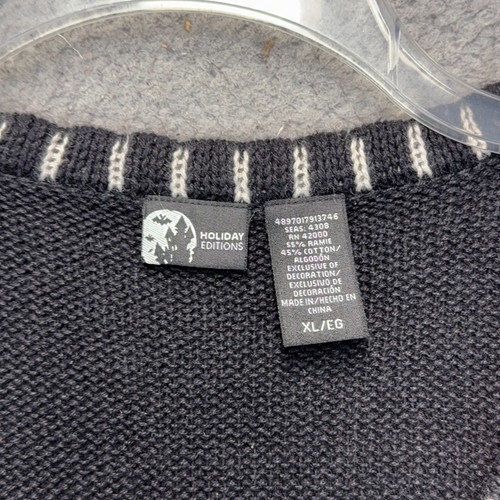 HOLIDAY
EDITIONS
4897017913746
SEAS: 4308
RN 42000
55% RAMIE
45% COTTON/
ALGODÓN
EXCLUSIVE OF
DECORATION/
EXCLUSIVO DE
DECORACIÓN
MADE IN/HECHO EN
CHINA
XL/EG